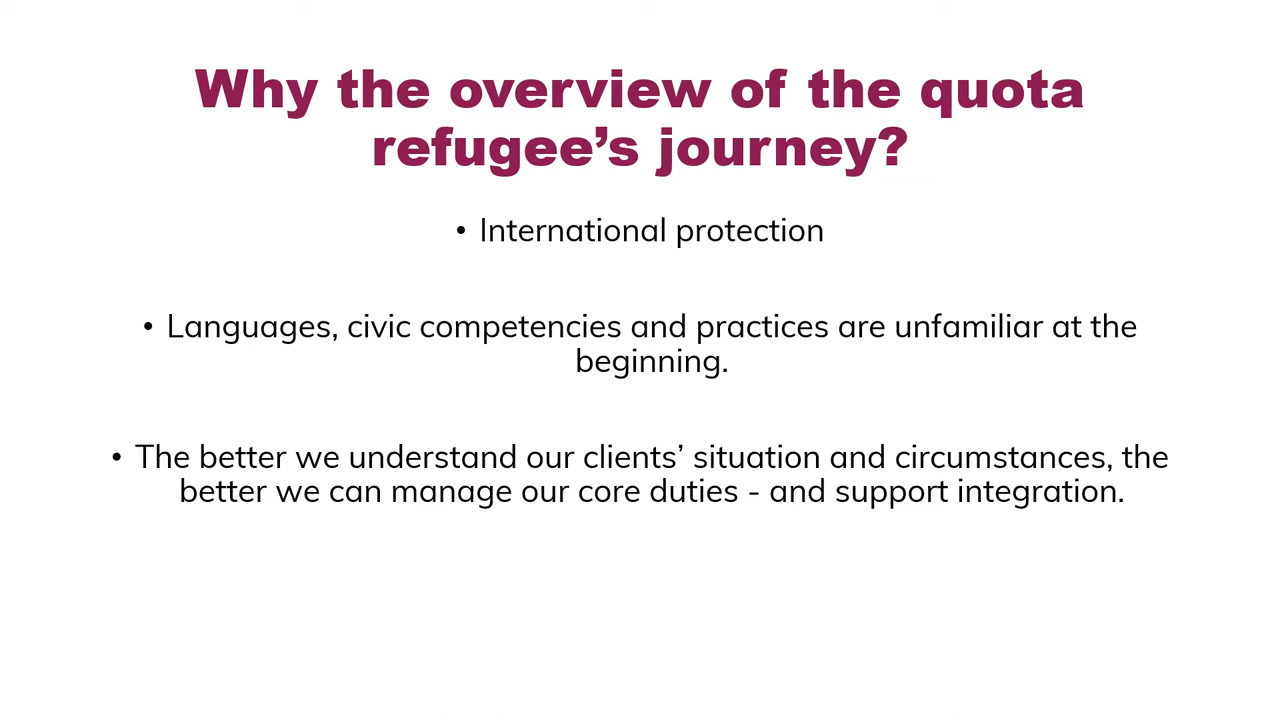 Why the overview of the quota
refugee’s journey?
• International protection
• Languages, civic competencies and practices are unfamiliar at the
beginning.
• The better we understand our clients’ situation and circumstances, the
better we can manage our core duties - and support integration.